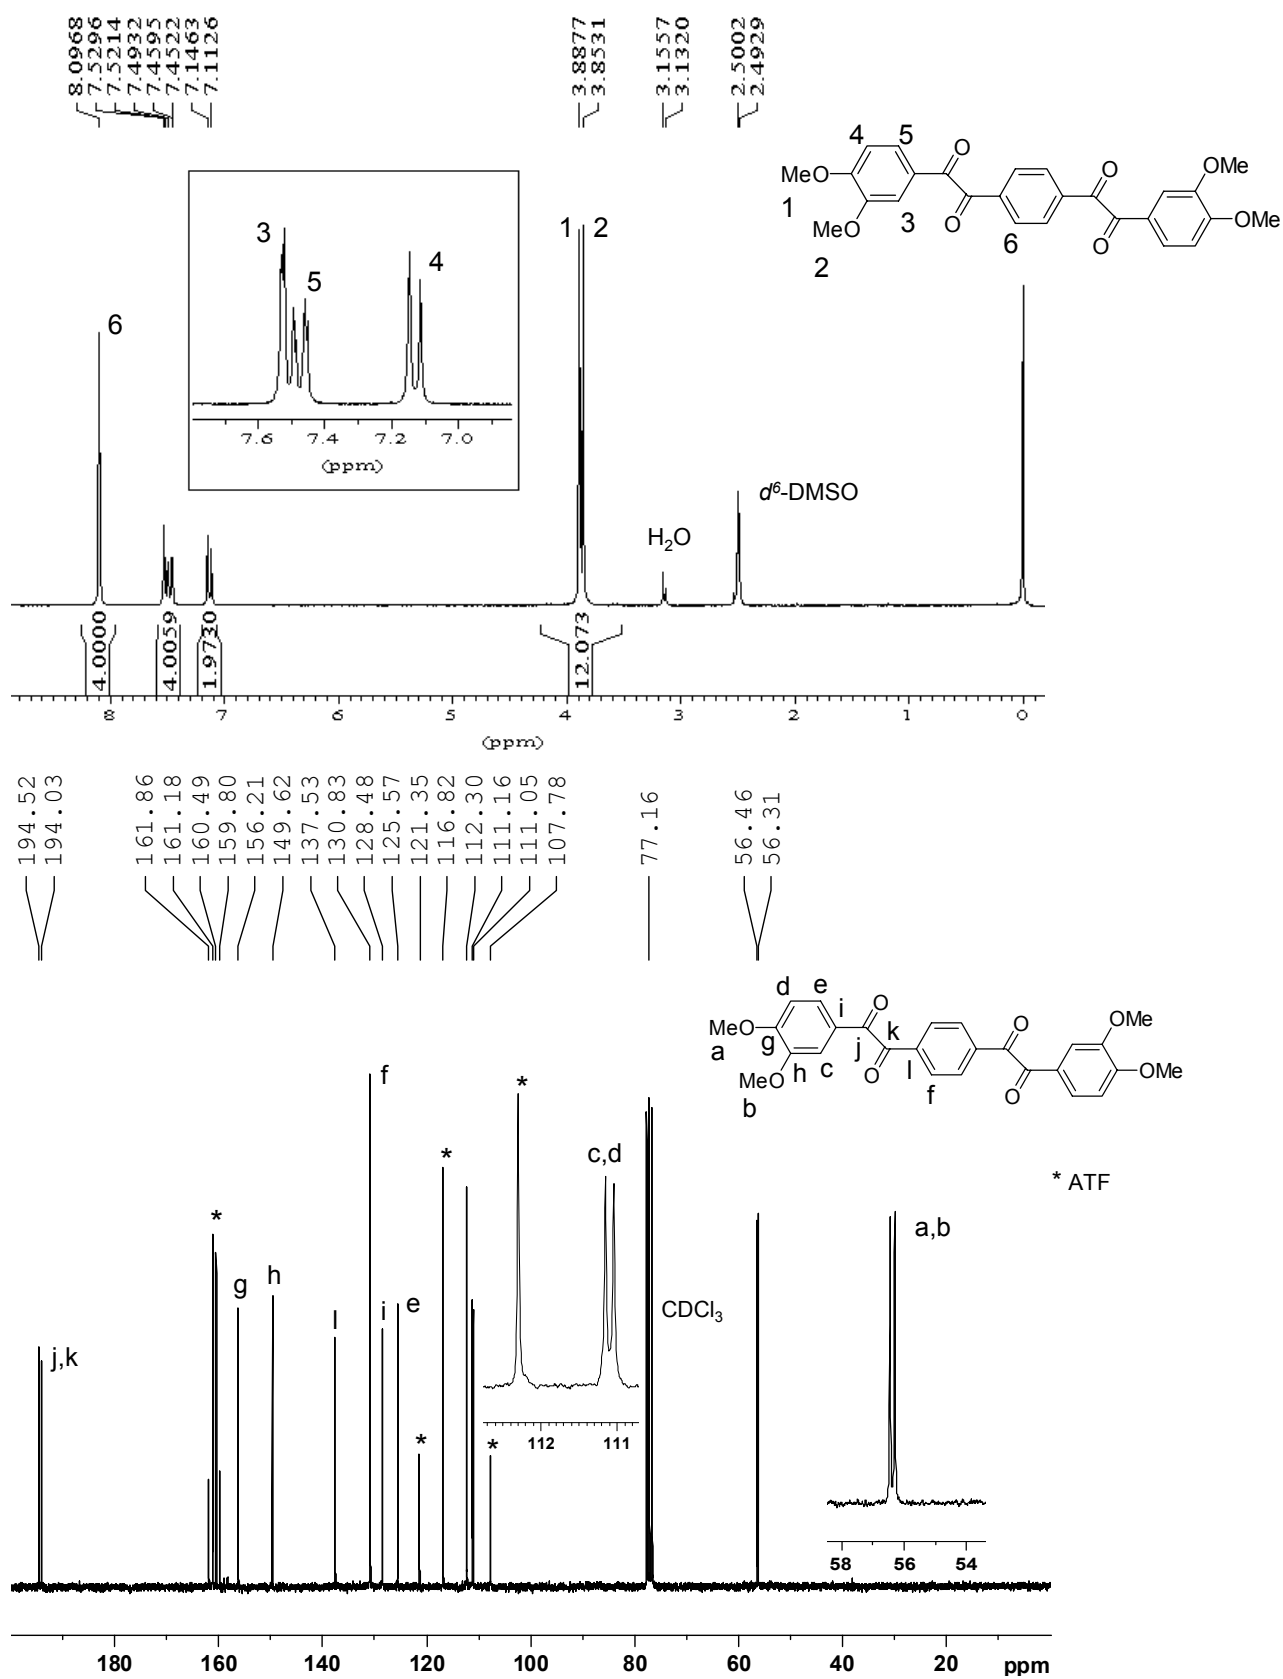 8.0968
7.5296
7.5214
7.4932
7.4595
7.4522
7.1463
7.1126
3.8877
3.8531
3.1557
3.1320
2.5002
2.4929
4 5 O O OMe
MeO OMe
1 MeO 3 O 6 O
2
3 5 4
7.6 7.4 7.2 7.0
(ppm)
1 2
6
d⁶-DMSO
H₂O
4.0000
4.0059
1.9730
12.073
8 7 6 5 4 3 2 1 0
(ppm)
194.52
194.03
161.86
161.18
160.49
159.80
156.21
149.62
137.53
130.83
128.48
125.57
121.35
116.82
112.30
111.16
111.05
107.78
77.16
56.46
56.31
d e i O O OMe
MeO g j k OMe
a MeO h c O l f O
b
* ATF
j,k
*
g
h
l
f
i
e
*
*
*
c,d
*
112 111
CDCl₃
a,b
58 56 54
180 160 140 120 100 80 60 40 20 ppm